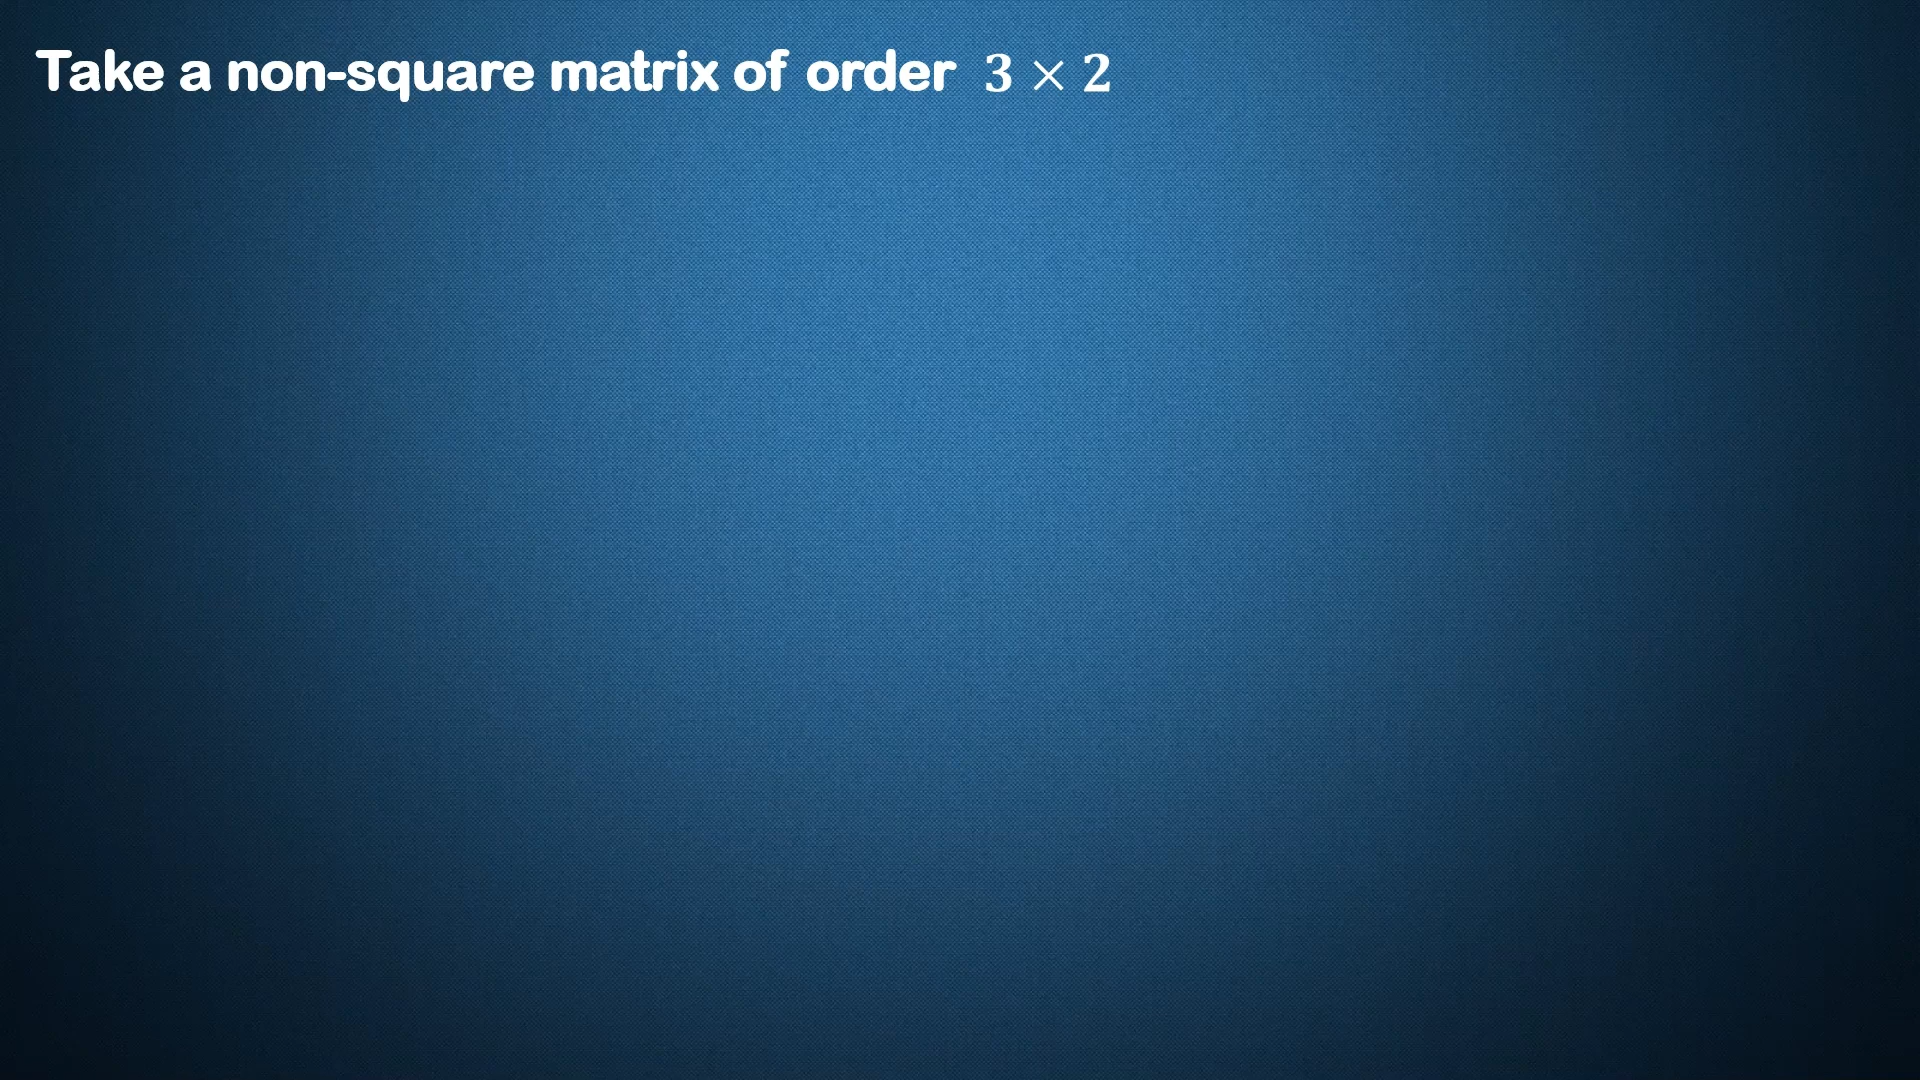 Take a non-square matrix of order 3 × 2